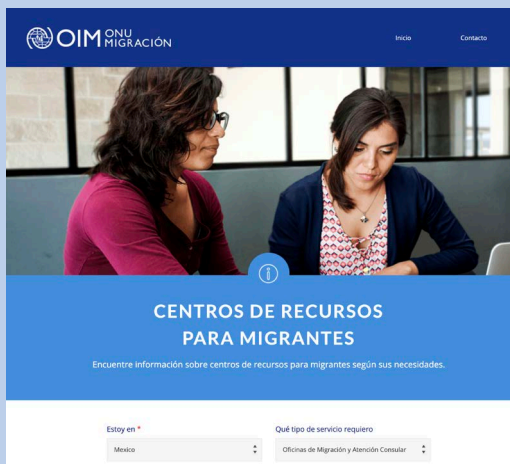 OIM ONU MIGRACIÓN
Inicio
Contacto
CENTROS DE RECURSOS
PARA MIGRANTES
Encuentre información sobre centros de recursos para migrantes según sus necesidades.
Estoy en *
Qué tipo de servicio requiero
Mexico
Oficinas de Migración y Atención Consular